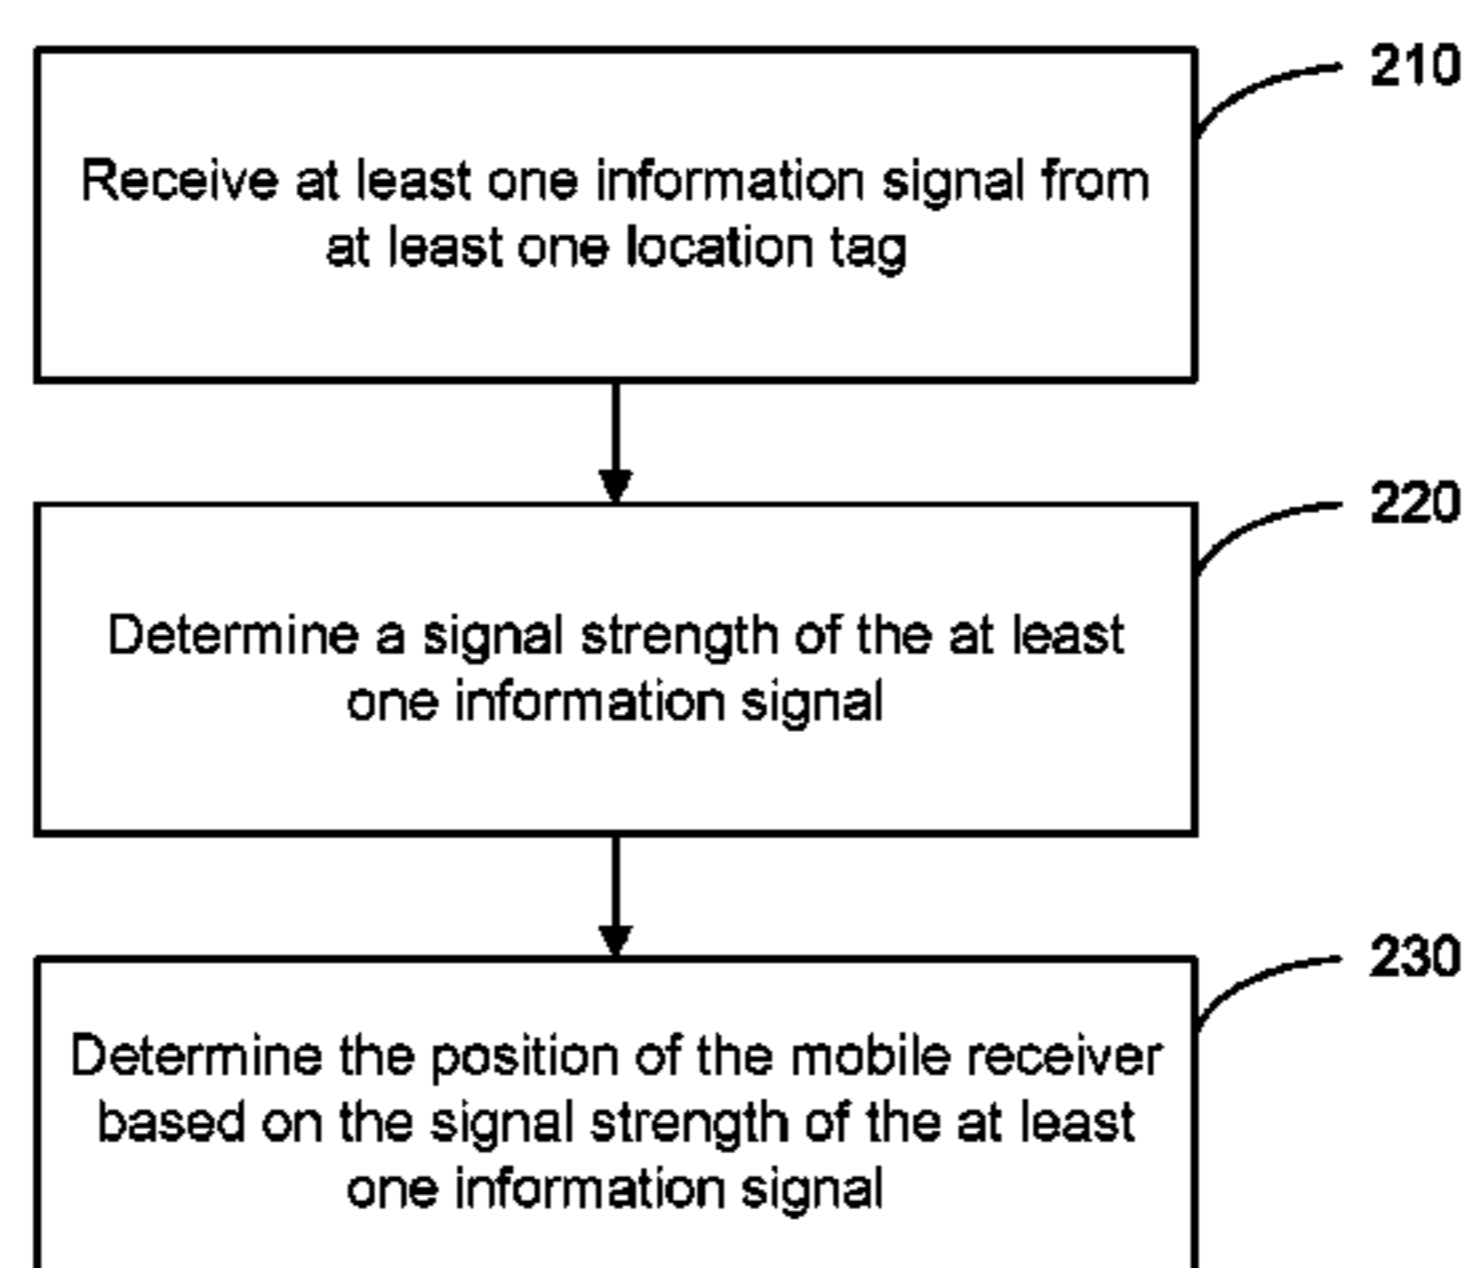 210
Receive at least one information signal from
at least one location tag
220
Determine a signal strength of the at least
one information signal
230
Determine the position of the mobile receiver
based on the signal strength of the at least
one information signal